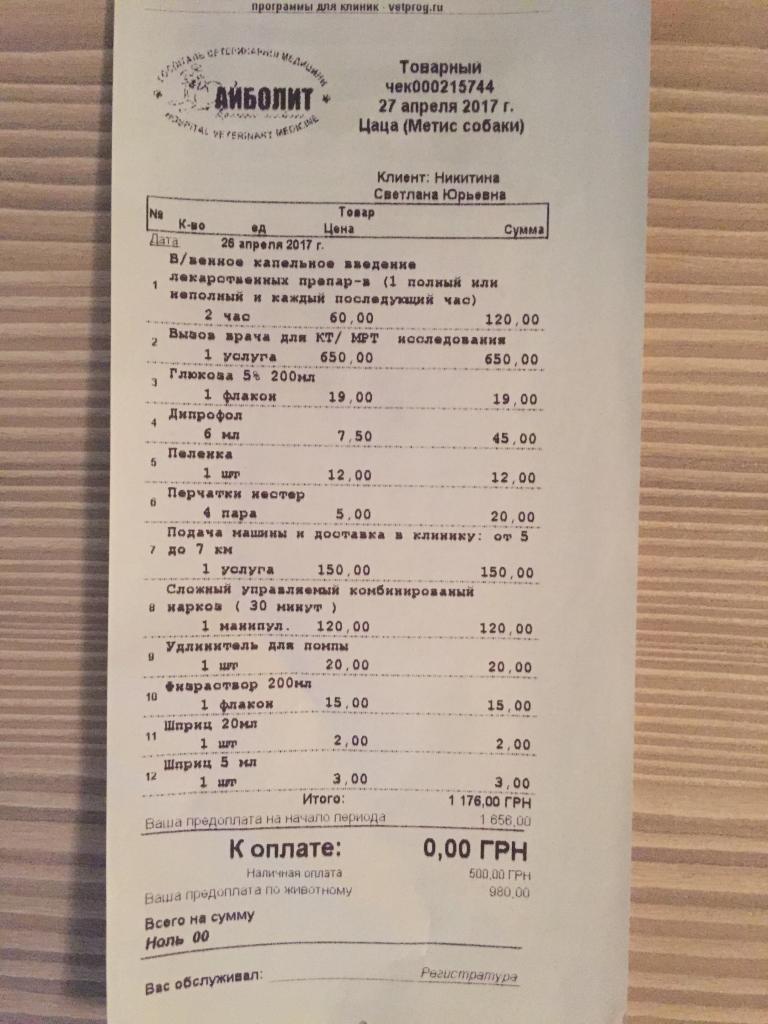 программы для клиник - vetprog.ru
ГОСПИТАЛЬ ВЕТЕРИНАРНОЙ МЕДИЦИНЫ
АЙБОЛИТ
HOSPITAL VETERINARY MEDICINE
Товарный
чек000215744
27 апреля 2017 г.
Цаца (Метис собаки)
Клиент: Никитина
Светлана Юрьевна
№ Товар
К-во ед Цена Сумма
Дата 26 апреля 2017 г.
В/венное капельное введение
1 лекарственных препар-в (1 полный или
неполный и каждый последующий час)
2 час 60,00 120,00
2 Вызов врача для КТ/ МРТ исследования
1 услуга 650,00 650,00
3 Глюкоза 5% 200мл
1 флакон 19,00 19,00
4 Дипрофол
6 мл 7,50 45,00
5 Пеленка
1 шт 12,00 12,00
6 Перчатки нестер
4 пара 5,00 20,00
Подача машины и доставка в клинику: от 5
7 до 7 км
1 услуга 150,00 150,00
Сложный управляемый комбинированый
8 наркоз ( 30 минут )
1 манипул. 120,00 120,00
9 Удлинитель для помпы
1 шт 20,00 20,00
10 Физраствор 200мл
1 флакон 15,00 15,00
11 Шприц 20мл
1 шт 2,00 2,00
12 Шприц 5 мл
1 шт 3,00 3,00
Итого: 1 176,00 ГРН
Ваша предоплата на начало периода 1 656,00
К оплате: 0,00 ГРН
Наличная оплата 500,00 ГРН
Ваша предоплата по животному 980,00
Всего на сумму
Ноль 00
Вас обслуживал: Регистратура